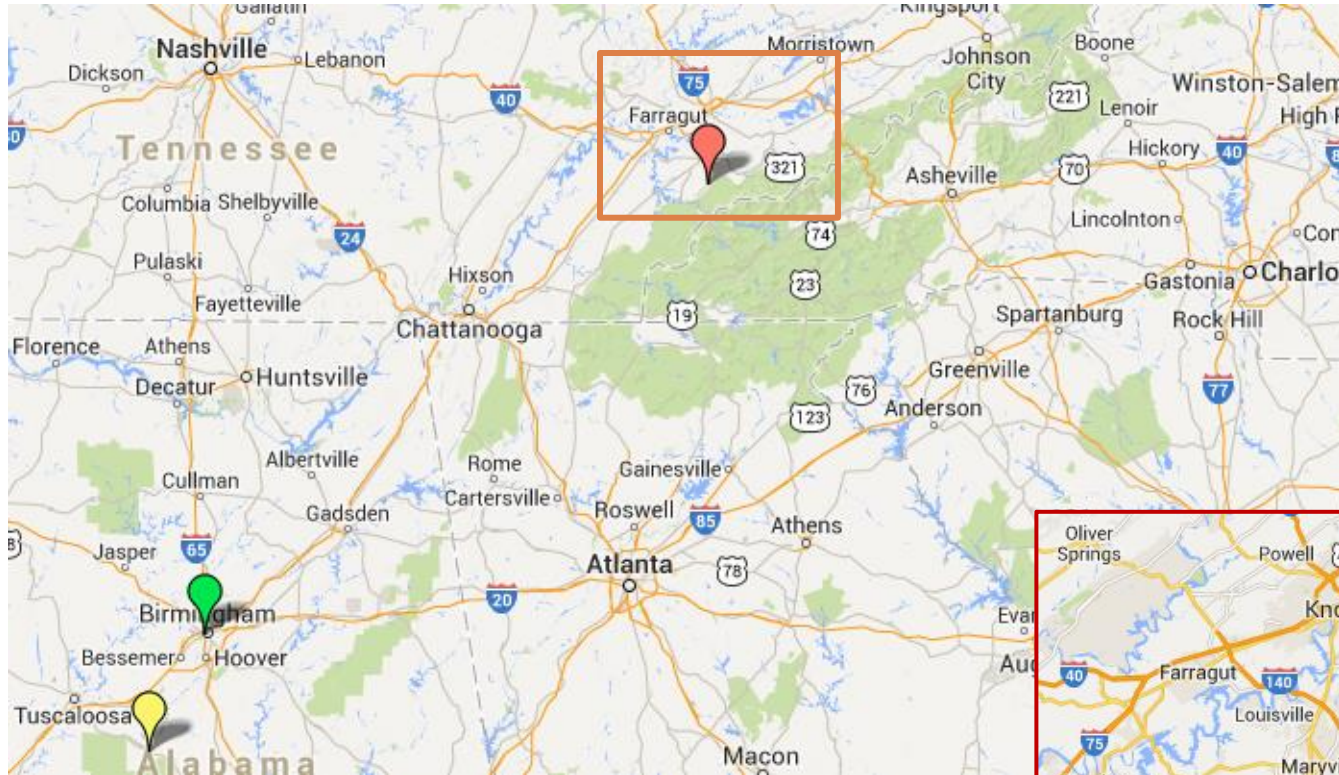 Gallatin
Kingsport
Nashville
Lebanon
Dickson
Morristown
Johnson
City
Boone
Winston-Salem
75
40
221
Lenoir
High
Farragut
Hickory
40
Tennessee
321
Asheville
70
Columbia
Shelbyville
Lincolnton
24
74
Pulaski
Hixson
23
Gastonia
Charlo
Fayetteville
19
Spartanburg
Rock Hill
Chattanooga
Florence
Athens
Huntsville
Greenville
Decatur
76
77
123
Anderson
Albertville
Rome
Gainesville
Cullman
Cartersville
Gadsden
Roswell
85
Athens
Jasper
65
Atlanta
78
20
Birmingham
Bessemer
Hoover
Tuscaloosa
Alabama
Macon
Oliver
Springs
Powell
Kno
40
Farragut
140
Louisville
75
Maryv